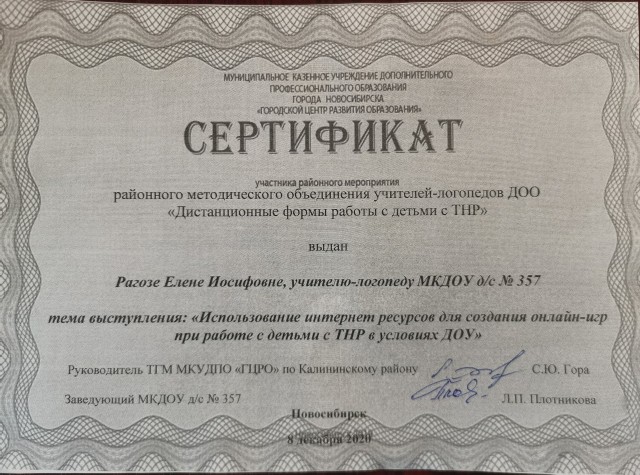 МУНИЦИПАЛЬНОЕ КАЗЕННОЕ УЧРЕЖДЕНИЕ ДОПОЛНИТЕЛЬНОГО
ПРОФЕССИОНАЛЬНОГО ОБРАЗОВАНИЯ
ГОРОДА НОВОСИБИРСКА
«ГОРОДСКОЙ ЦЕНТР РАЗВИТИЯ ОБРАЗОВАНИЯ»
СЕРТИФИКАТ
участника районного мероприятия
районного методического объединения учителей-логопедов ДОО
«Дистанционные формы работы с детьми с ТНР»
выдан
Рагозе Елене Иосифовне, учителю-логопеду МКДОУ д/с № 357
тема выступления: «Использование интернет ресурсов для создания онлайн-игр
при работе с детьми с ТНР в условиях ДОУ»
Руководитель ТГМ МКУДПО «ГЦРО» по Калининскому району С.Ю. Гора
Заведующий МКДОУ д/с № 357 Л.П. Плотникова
Новосибирск
8 декабря 2020